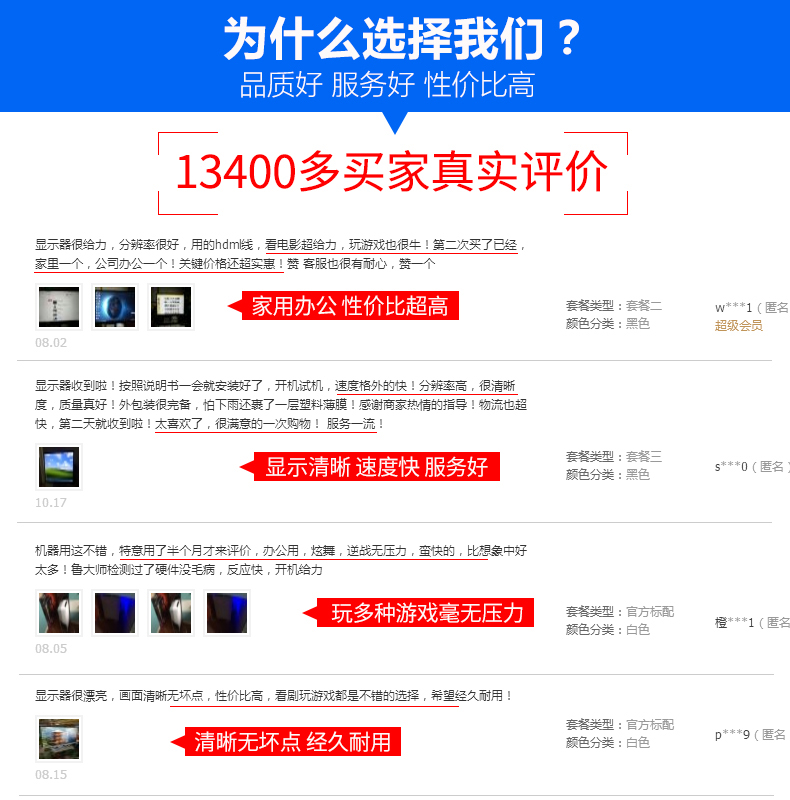 为什么选择我们？
品质好 服务好 性价比高
13400多买家真实评价
显示器很给力，分辨率很好，用的hdml线，看电影超给力，玩游戏也很牛！第二次买了已经，
家里一个，公司办公一个！关键价格还超实惠！赞 客服也很有耐心，赞一个
家用办公 性价比超高
套餐类型：套餐二
颜色分类：黑色
w***1（匿名
超级会员
08.02
显示器收到啦！按照说明书一会就安装好了，开机试机，速度格外的快！分辨率高，很清晰
度，质量真好！外包装很完备，怕下雨还裹了一层塑料薄膜！感谢商家热情的指导！物流也超
快，第二天就收到啦！太喜欢了，很满意的一次购物！ 服务一流！
显示清晰 速度快 服务好
套餐类型：套餐三
颜色分类：黑色
s***0（匿名）
10.17
机器用这不错，特意用了半个月才来评价，办公用，炫舞，逆战无压力，蛮快的，比想象中好
太多！鲁大师检测过了硬件没毛病，反应快，开机给力
玩多种游戏毫无压力
套餐类型：官方标配
颜色分类：白色
橙***1（匿名
08.05
显示器很漂亮，画面清晰无坏点，性价比高，看剧玩游戏都是不错的选择，希望经久耐用！
清晰无坏点 经久耐用
套餐类型：官方标配
颜色分类：白色
p***9（匿名
08.15